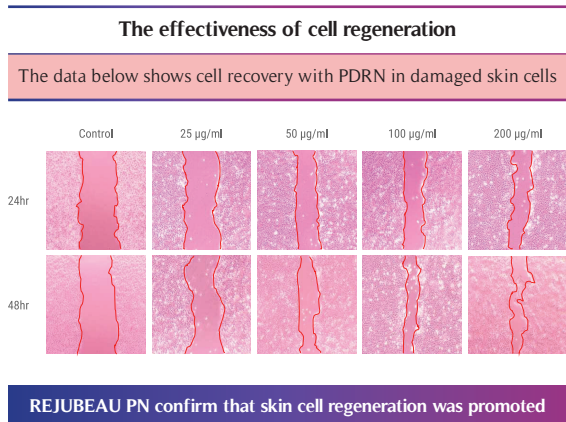 The effectiveness of cell regeneration
The data below shows cell recovery with PDRN in damaged skin cells
Control 25 µg/ml 50 µg/ml 100 µg/ml 200 µg/ml
24hr
48hr
REJUBEAU PN confirm that skin cell regeneration was promoted